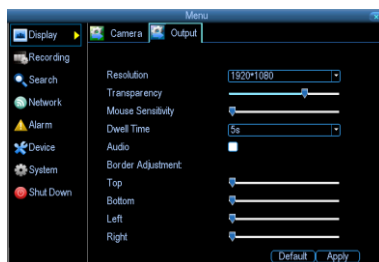 Menu
Display
Camera
Output
Recording
Search
Network
Alarm
Device
System
Shut Down
Resolution
1920*1080
Transparency
Mouse Sensitivity
Dwell Time
5s
Audio
Border Adjustment:
Top
Bottom
Left
Right
Default
Apply